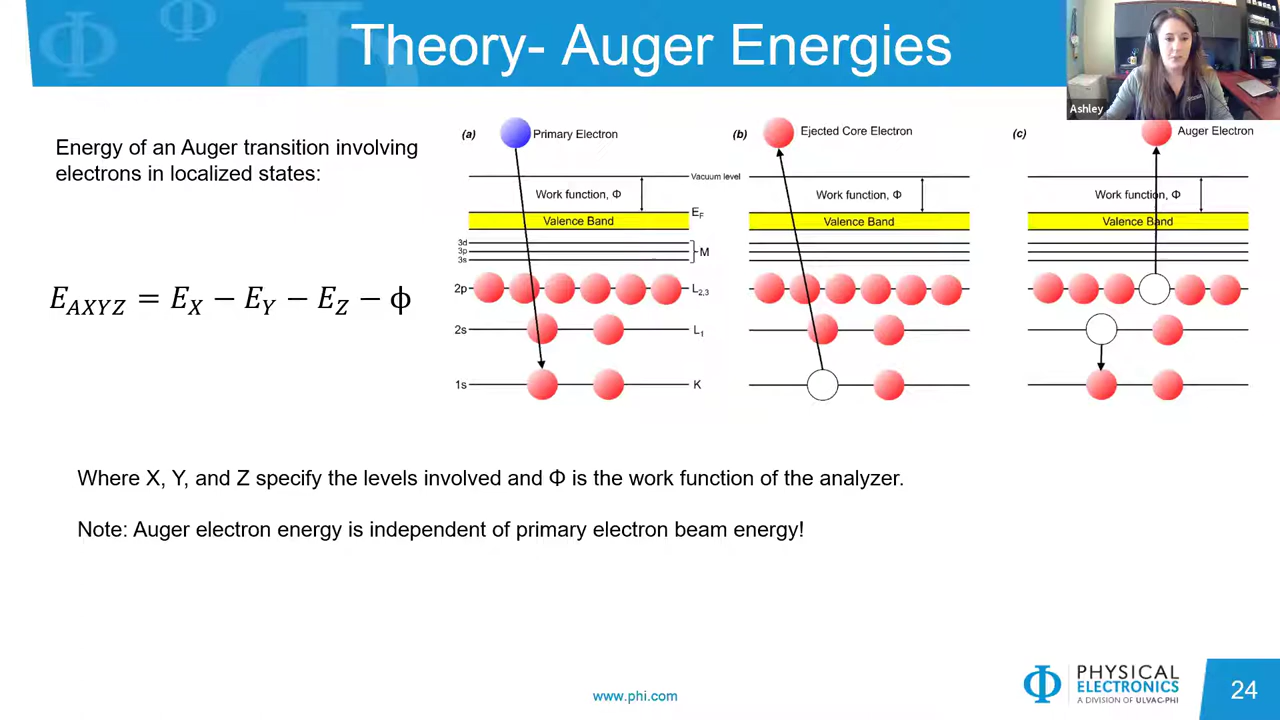 Theory- Auger Energies
Ashley
Energy of an Auger transition involving
electrons in localized states:
E_{AXYZ} = E_X − E_Y − E_Z − ϕ
(a)
Primary Electron
Vacuum level
Work function, Φ
E_F
Valence Band
3d
3p
3s
M
2p
L_{2,3}
2s
L_1
1s
K
(b)
Ejected Core Electron
Work function, Φ
Valence Band
(c)
Auger Electron
Work function, Φ
Valence Band
Where X, Y, and Z specify the levels involved and Φ is the work function of the analyzer.
Note: Auger electron energy is independent of primary electron beam energy!
www.phi.com
PHYSICAL
ELECTRONICS
A DIVISION OF ULVAC-PHI
24